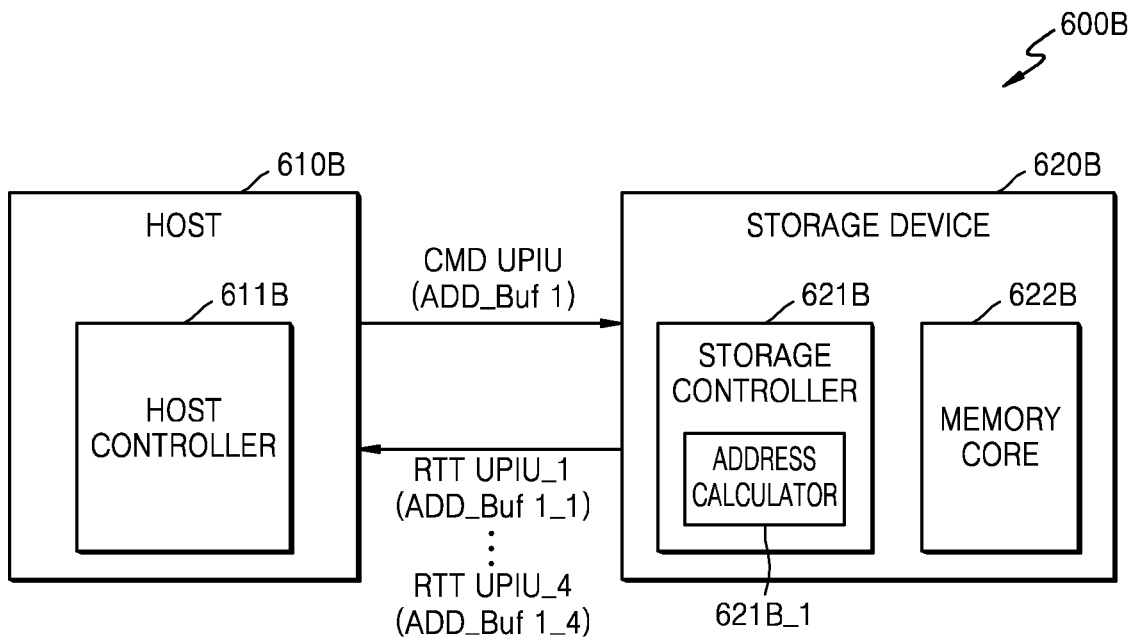 600B
610B
620B
HOST
STORAGE DEVICE
CMD UPIU
(ADD_Buf 1)
611B
621B
622B
HOST
CONTROLLER
STORAGE
CONTROLLER
MEMORY
CORE
ADDRESS
CALCULATOR
RTT UPIU_1
(ADD_Buf 1_1)
RTT UPIU_4
(ADD_Buf 1_4)
621B_1